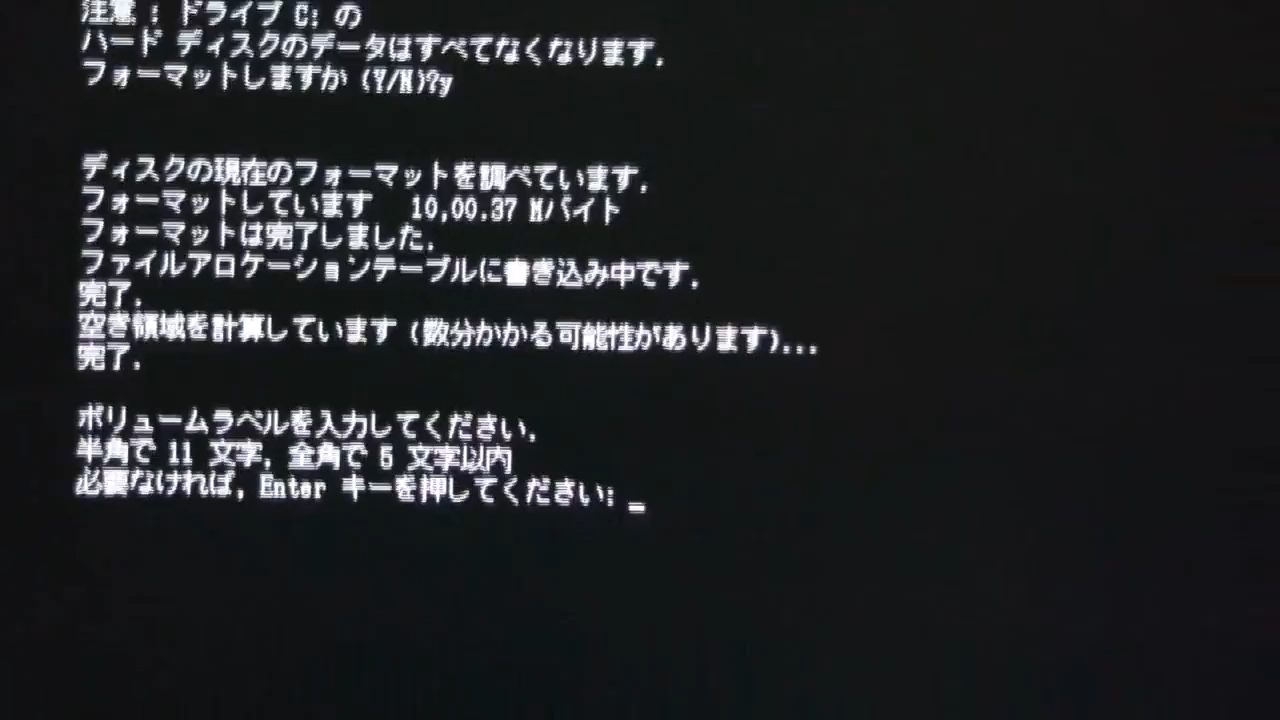 注意 : ドライブ C: の
ハード ディスクのデータはすべてなくなります.
フォーマットしますか (Y/N)?y
ディスクの現在のフォーマットを調べています.
フォーマットしています 10,00.37 Mバイト
フォーマットは完了しました.
ファイルアロケーションテーブルに書き込み中です.
完了.
空き領域を計算しています (数分かかる可能性があります)...
完了.
ボリュームラベルを入力してください.
半角で 11 文字, 全角で 5 文字以内
必要なければ, Enter キーを押してください: _